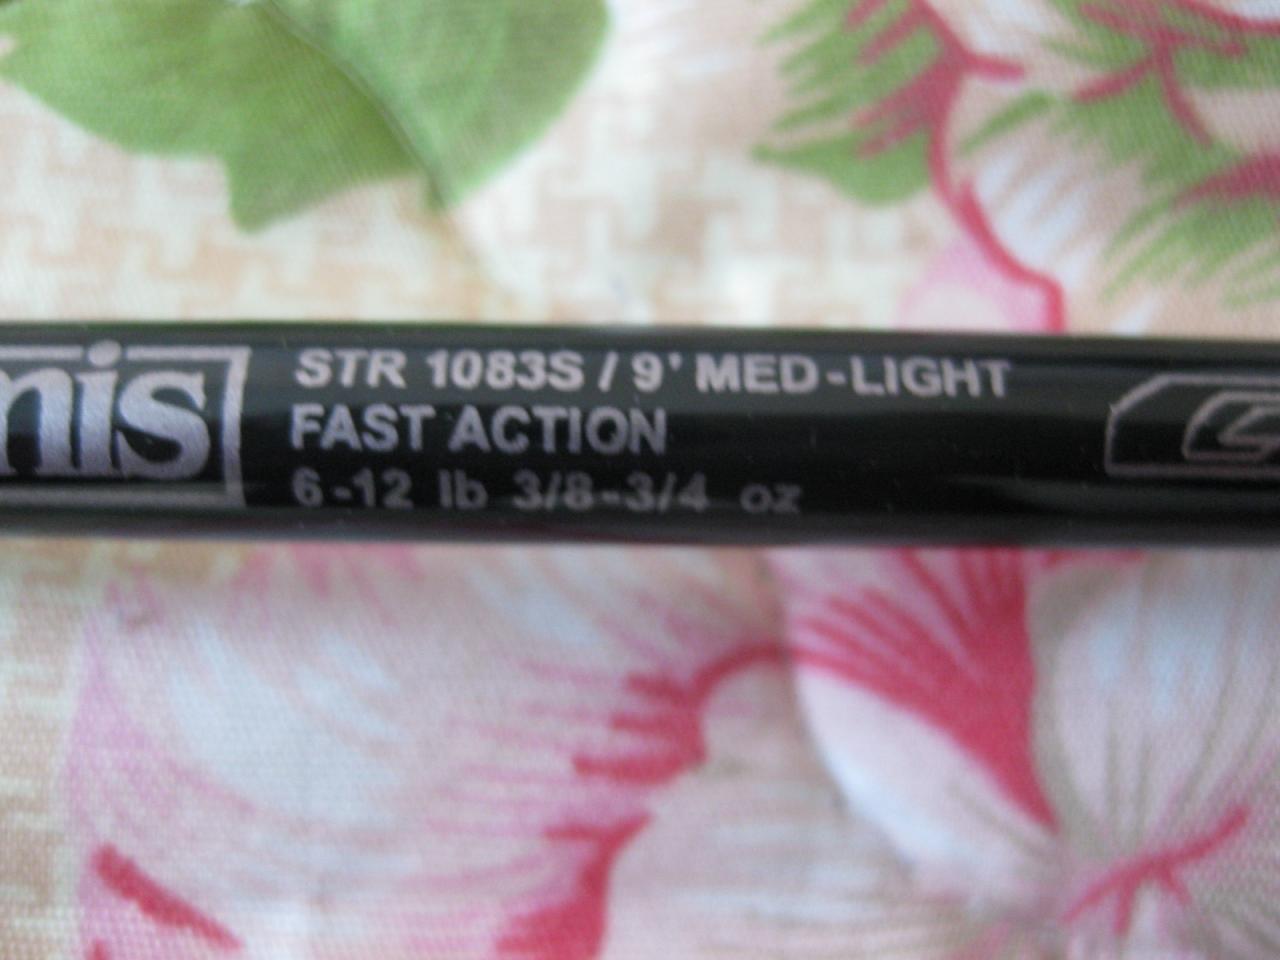 mis
STR 1083S / 9' MED-LIGHT
FAST ACTION
6-12 lb 3/8-3/4 oz